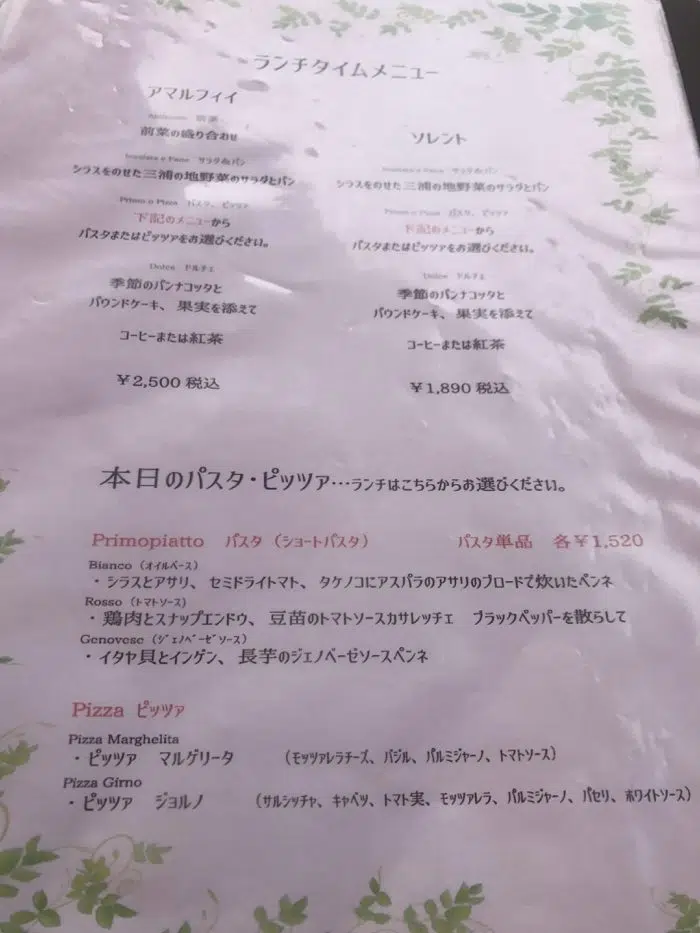 ランチタイムメニュー
アマルフィイ
Antipasto 前菜
前菜の盛り合わせ
Insalata e Pane サラダ&パン
シラスをのせた三浦の地野菜のサラダとパン
Primo o Pizza パスタ、ピッツァ
下記のメニューから
パスタまたはピッツァをお選びください。
Dolce ドルチェ
季節のパンナコッタと
パウンドケーキ、果実を添えて
コーヒーまたは紅茶
¥2,500 税込
ソレント
Insalata e Pane サラダ&パン
シラスをのせた三浦の地野菜のサラダとパン
Primo o Pizza パスタ、ピッツァ
下記のメニューから
パスタまたはピッツァをお選びください。
Dolce ドルチェ
季節のパンナコッタと
パウンドケーキ、果実を添えて
コーヒーまたは紅茶
¥1,890 税込
本日のパスタ・ピッツァ…ランチはこちらからお選びください。
Primopiatto パスタ（ショートパスタ） パスタ単品 各¥1,520
Bianco（オイルベース）
・シラスとアサリ、セミドライトマト、タケノコにアスパラのアサリのブロードで炊いたペンネ
Rosso（トマトソース）
・鶏肉とスナップエンドウ、豆苗のトマトソースカサレッチェ ブラックペッパーを散らして
Genovese（ジェノベーゼソース）
・イタヤ貝とインゲン、長芋のジェノベーゼソースペンネ
Pizza ピッツァ
Pizza Marghelita
・ピッツァ マルゲリータ （モッツァレラチーズ、バジル、パルミジャーノ、トマトソース）
Pizza Girno
・ピッツァ ジョルノ （サルシッチャ、キャベツ、トマト実、モッツァレラ、パルミジャーノ、パセリ、ホワイトソース）